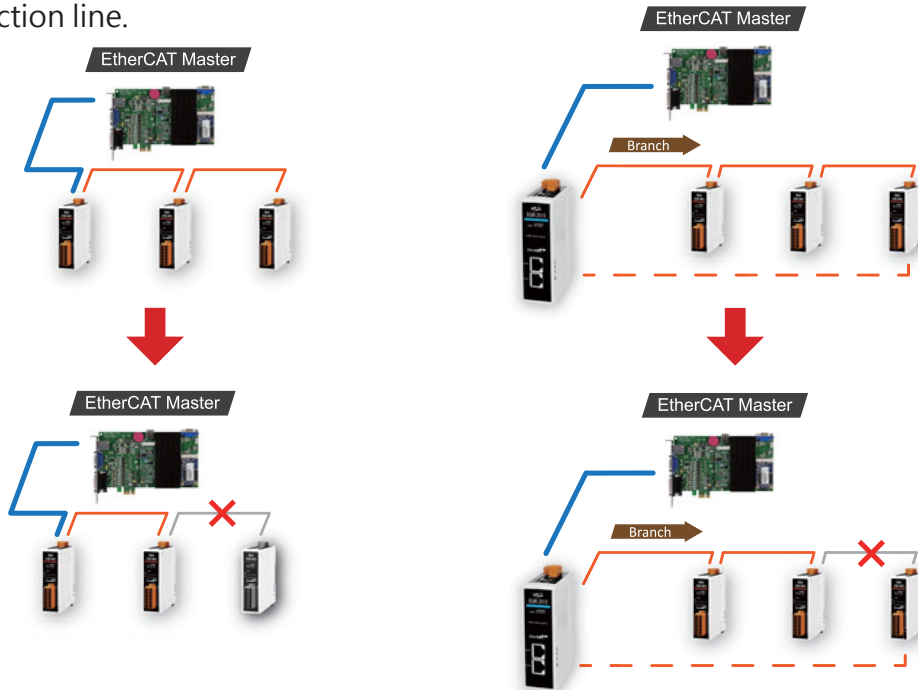 ction line.
EtherCAT Master
EtherCAT Master
Branch
EtherCAT Master
EtherCAT Master
Branch